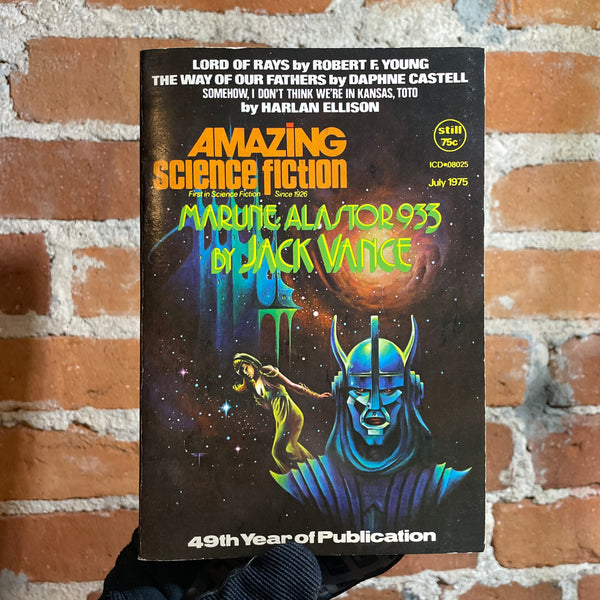 LORD OF RAYS by ROBERT F. YOUNG
THE WAY OF OUR FATHERS by DAPHNE CASTELL
SOMEHOW, I DON'T THINK WE'RE IN KANSAS, TOTO
by HARLAN ELLISON
AMAZING
science fiction
First in Science Fiction Since 1926
still
75c
ICD•08025
July 1975
MARUNE, ALASTOR 933
BY JACK VANCE
49th Year of Publication